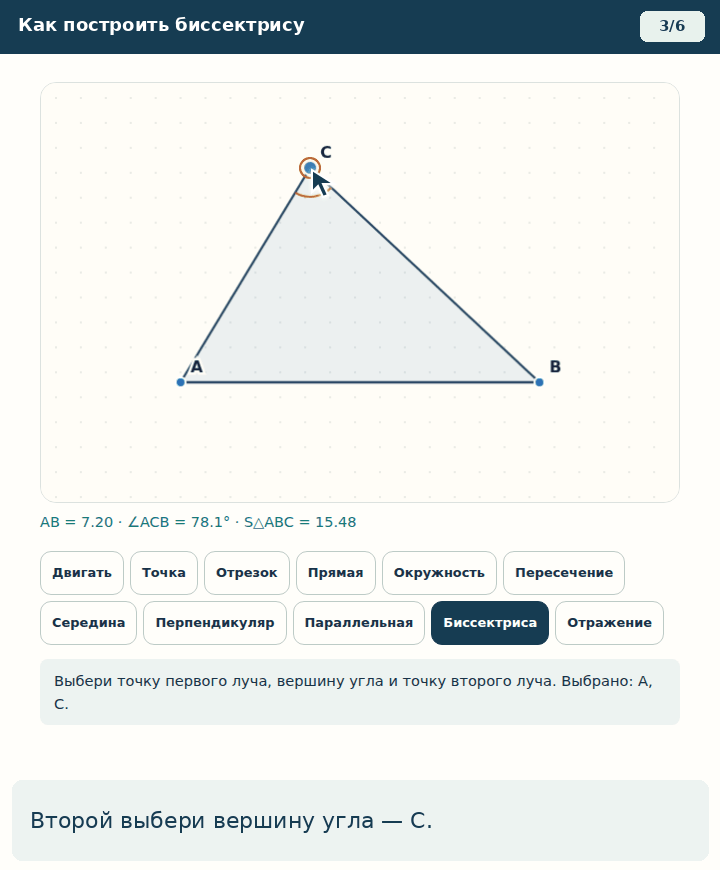 Как построить биссектрису
3/6
C
A
B
AB = 7.20 · ∠ACB = 78.1° · S△ABC = 15.48
Двигать
Точка
Отрезок
Прямая
Окружность
Пересечение
Середина
Перпендикуляр
Параллельная
Биссектриса
Отражение
Выбери точку первого луча, вершину угла и точку второго луча. Выбрано: A,
C.
Второй выбери вершину угла — C.